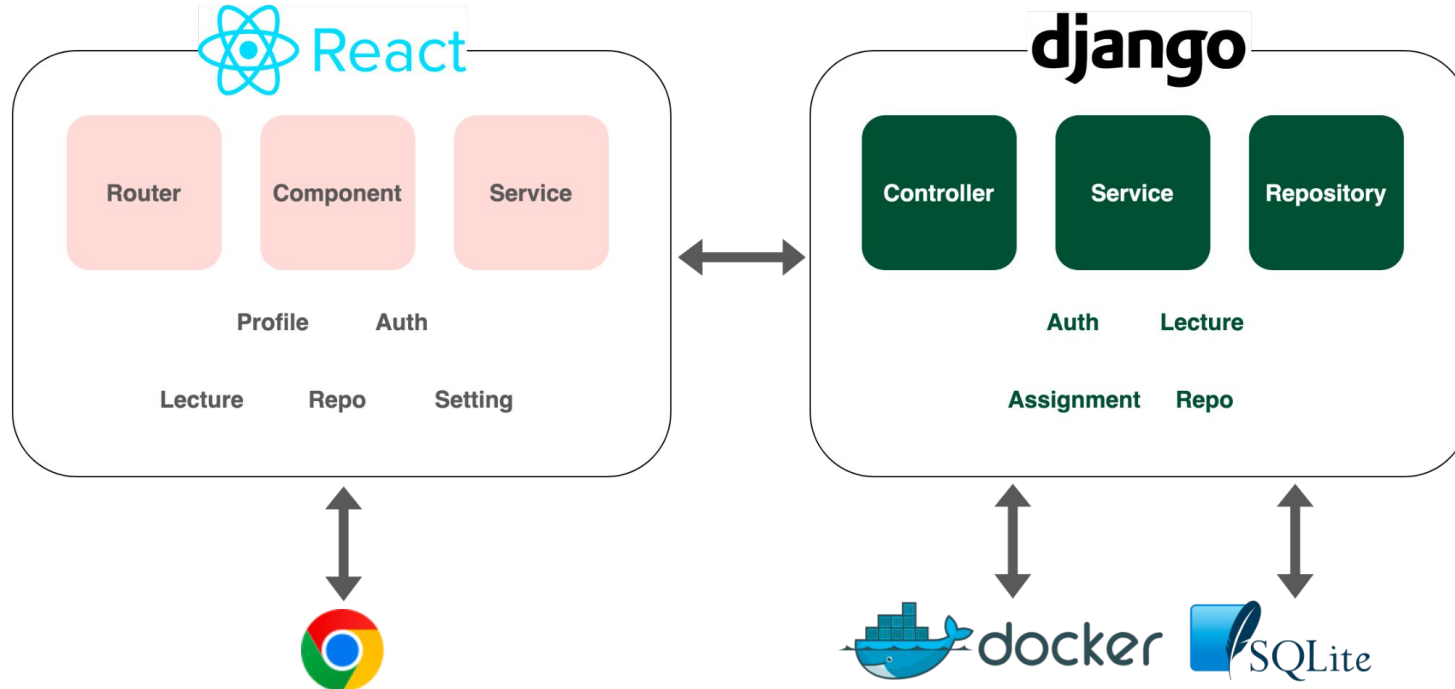 React
django
Router
Component
Service
Controller
Service
Repository
Profile
Auth
Lecture
Repo
Setting
Auth
Lecture
Assignment
Repo
docker
SQLite